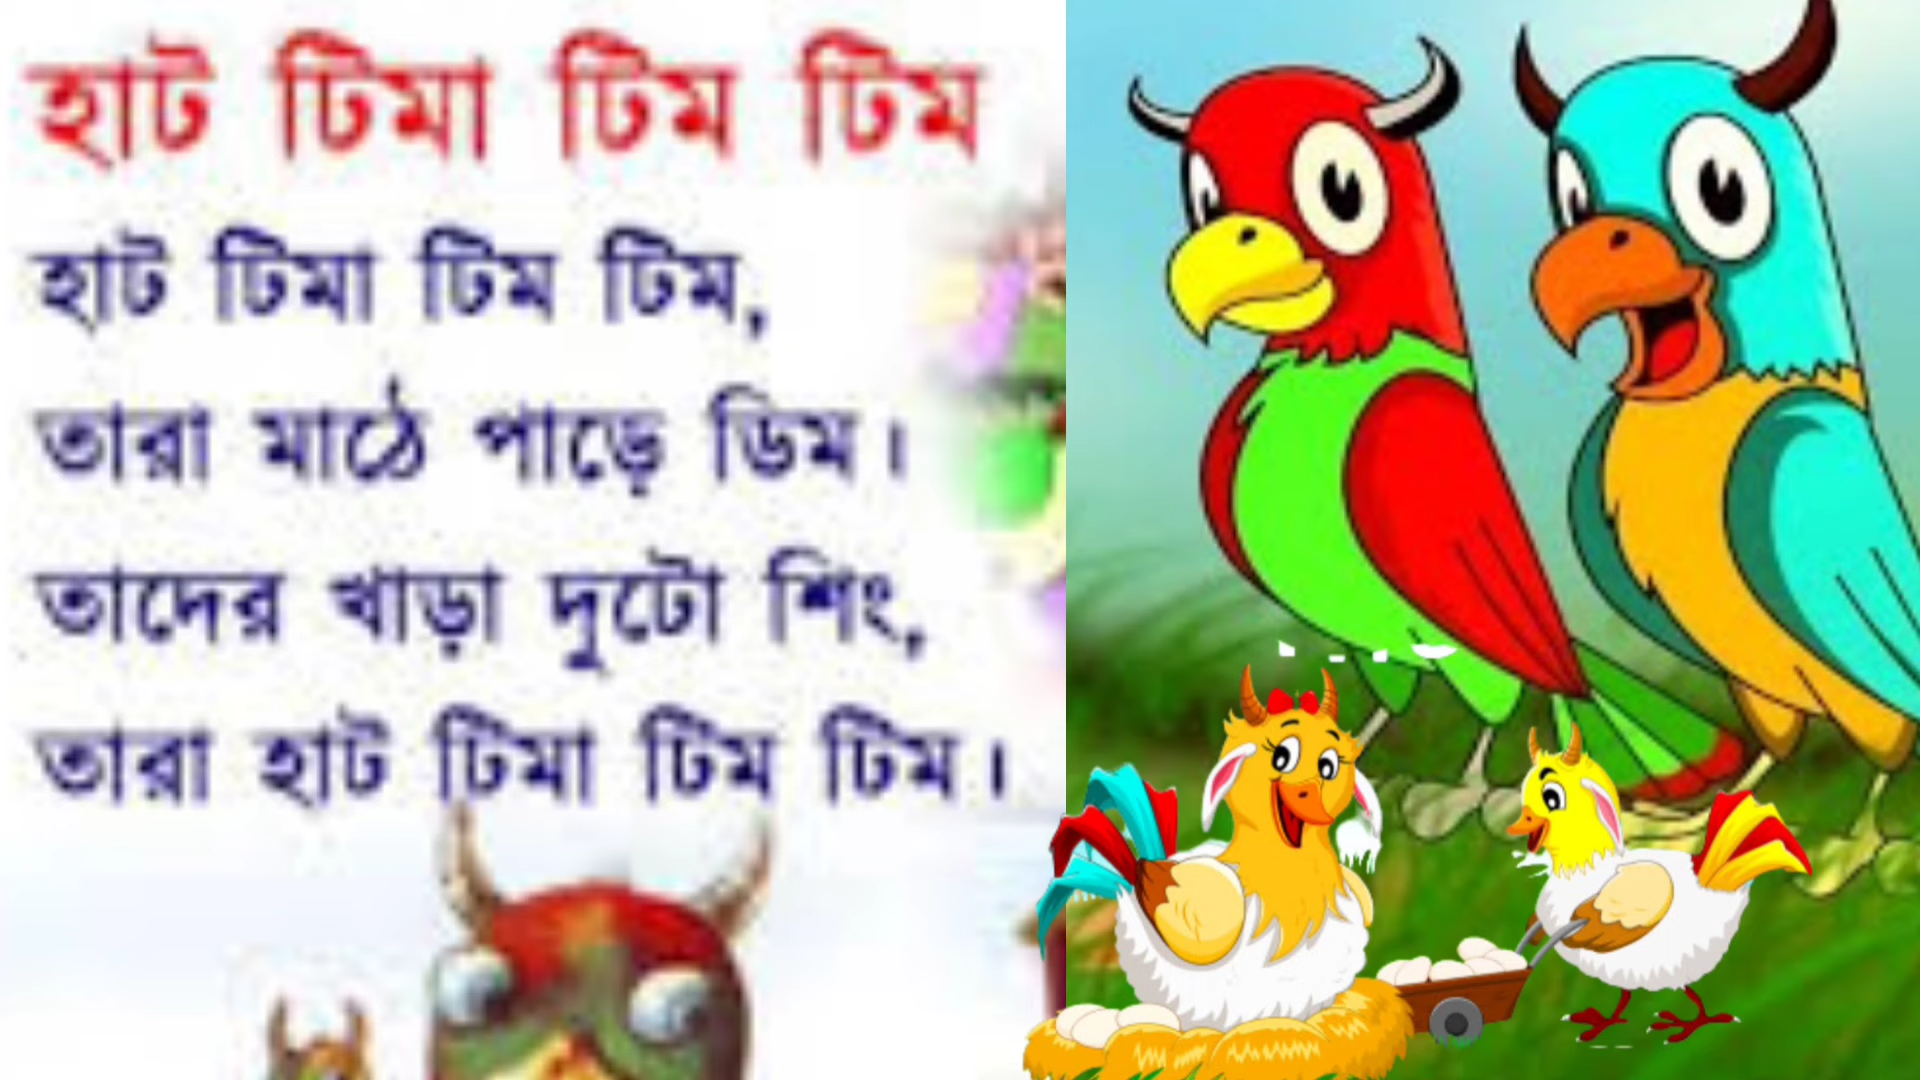 হাট টিমা টিম টিম
হাট টিমা টিম টিম,
তারা মাঠে পাড়ে ডিম।
তাদের খাড়া দুটো শিং,
তারা হাট টিমা টিম টিম।